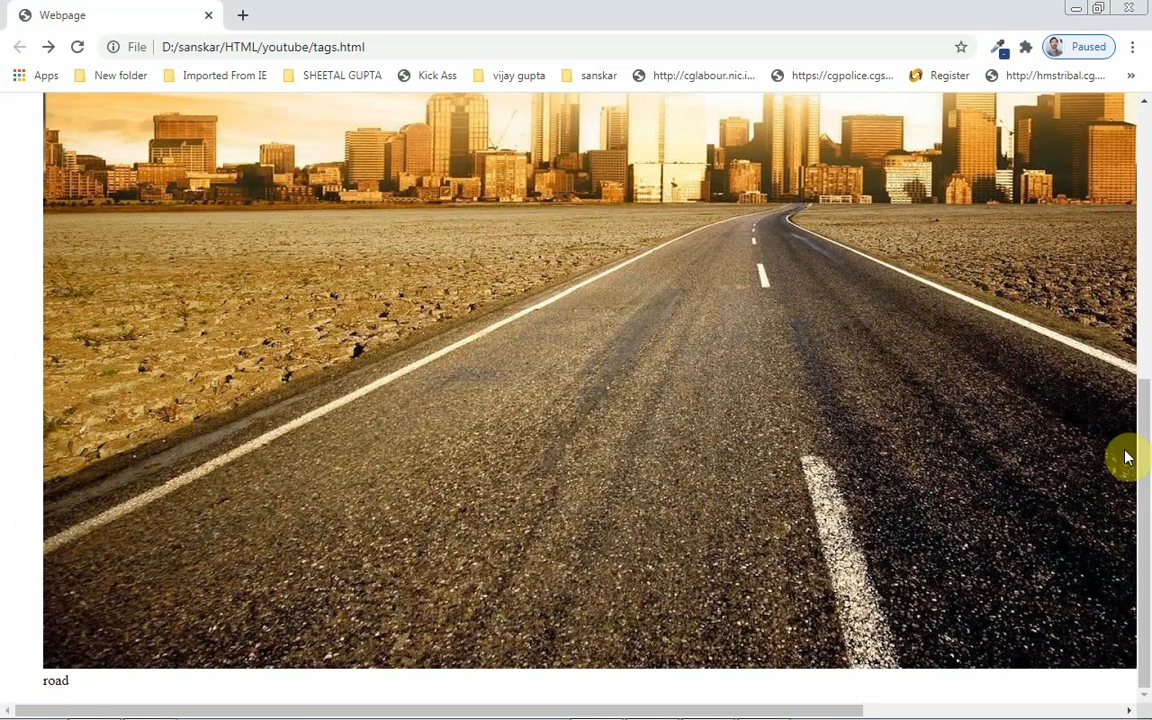 Webpage
File D:/sanskar/HTML/youtube/tags.html Paused
Apps New folder Imported From IE SHEETAL GUPTA Kick Ass vijay gupta sanskar http://cglabour.nic.i... https://cgpolice.cgs... Register http://hmstribal.cg....
road